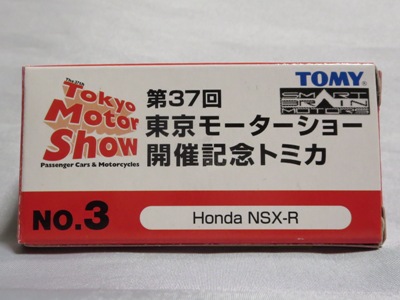 The 37th
Tokyo
Motor
Show
Passenger Cars & Motorcycles
第37回
東京モーターショー
開催記念トミカ
TOMY
SMART
BRAIN
MOTORS
NO.3
Honda NSX-R